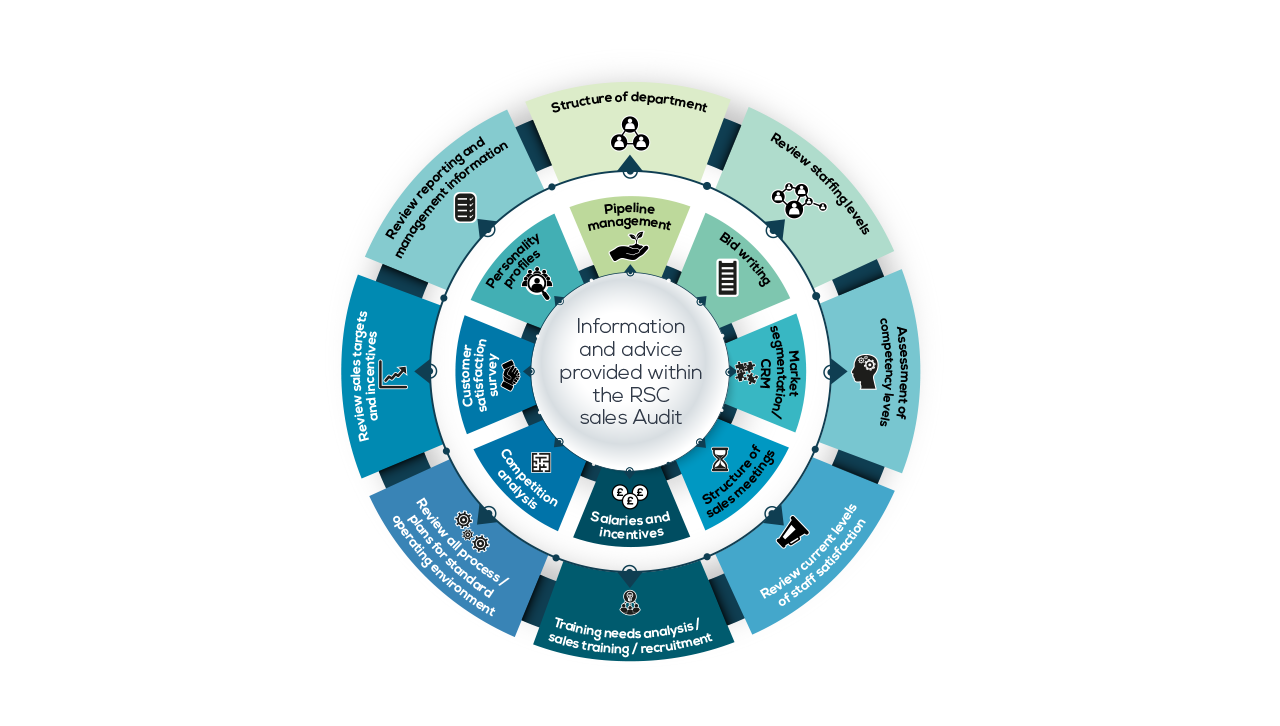 Structure of department
Review staffing levels
Assessment of
competency levels
Review current levels
of staff satisfaction
Training needs analysis /
sales training / recruitment
Review all process /
plans for standard
operating environment
Review sales targets
and incentives
Review reporting and
management information
Pipeline
management
Bid writing
Market
segmentation/
CRM
Structure of
sales meetings
£ £
£
Salaries and
incentives
Competition
analysis
Customer
satisfaction
survey
Personality
profiles
Information
and advice
provided within
the RSC
sales Audit